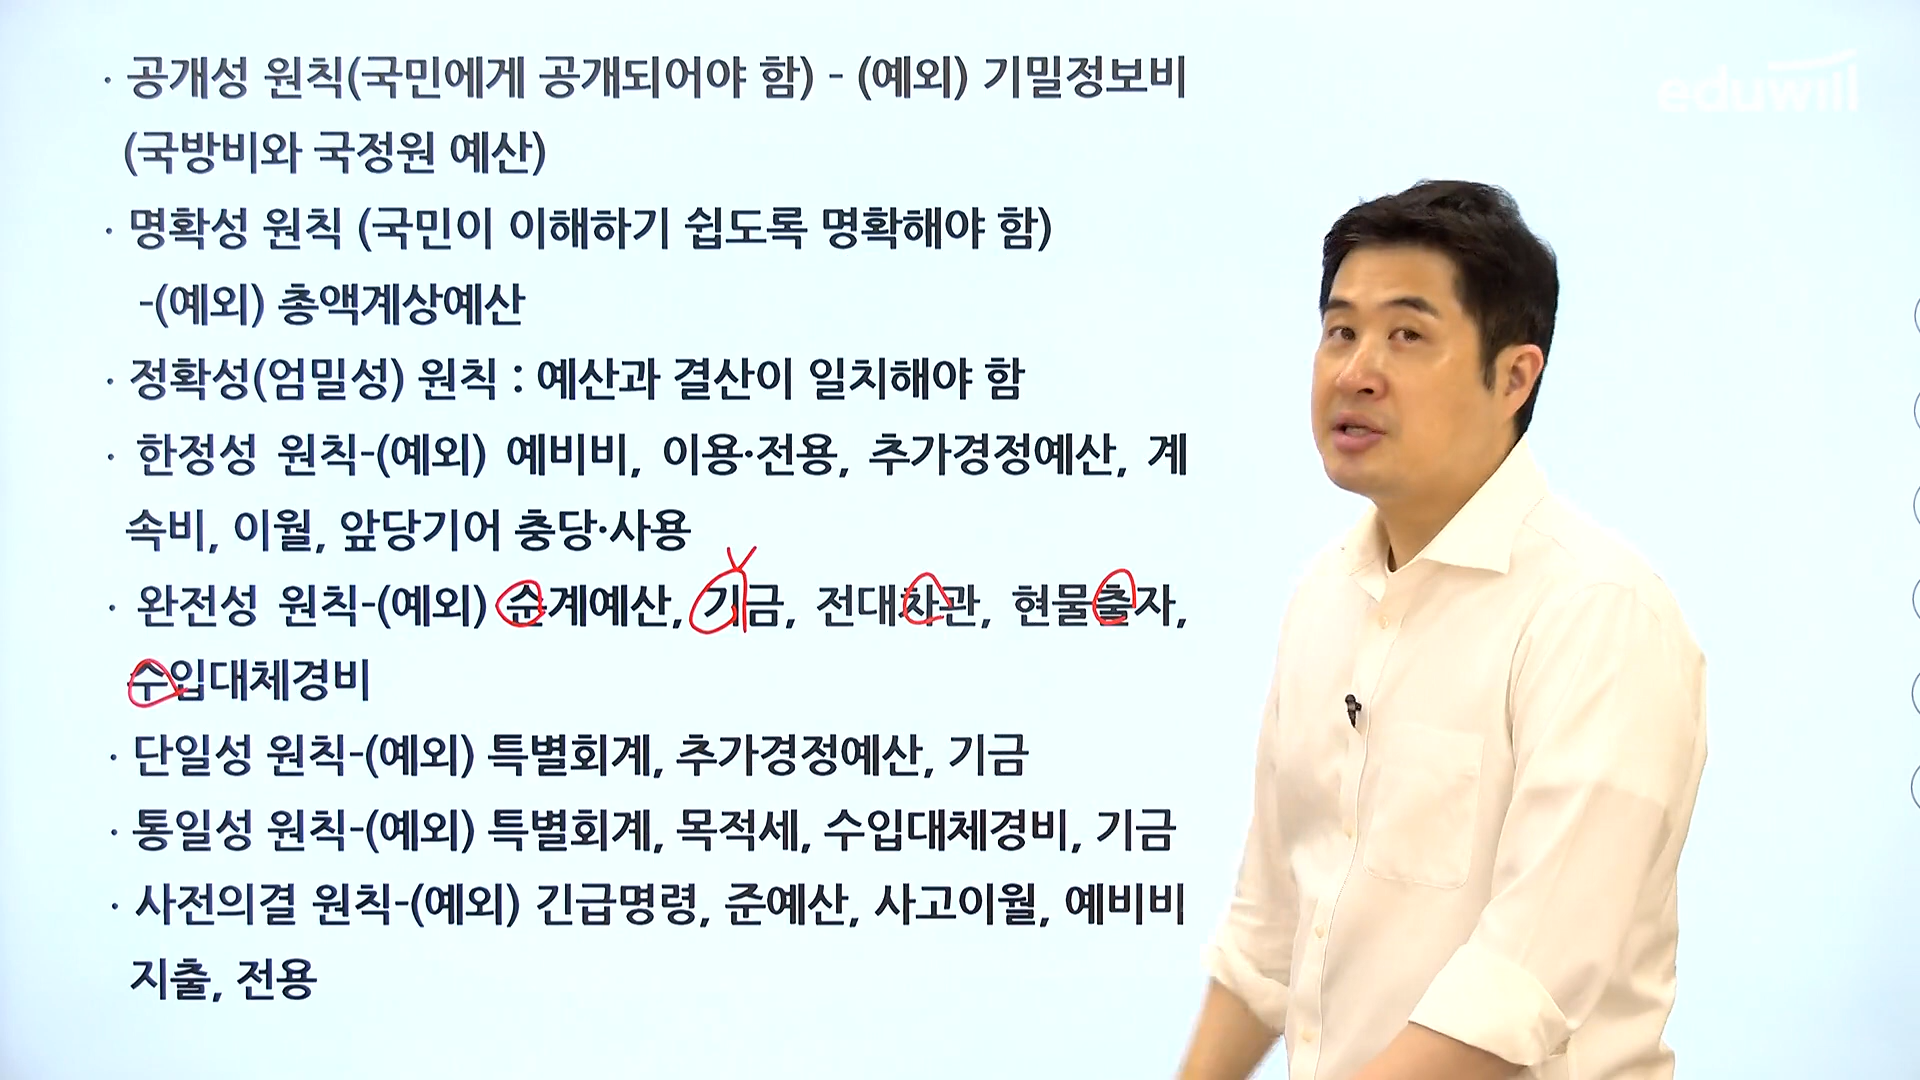 · 공개성 원칙(국민에게 공개되어야 함) - (예외) 기밀정보비
(국방비와 국정원 예산)
· 명확성 원칙 (국민이 이해하기 쉽도록 명확해야 함)
-(예외) 총액계상예산
· 정확성(엄밀성) 원칙 : 예산과 결산이 일치해야 함
· 한정성 원칙-(예외) 예비비, 이용·전용, 추가경정예산, 계
속비, 이월, 앞당기어 충당·사용
· 완전성 원칙-(예외) 순계예산, 기금, 전대차관, 현물출자,
수입대체경비
· 단일성 원칙-(예외) 특별회계, 추가경정예산, 기금
· 통일성 원칙-(예외) 특별회계, 목적세, 수입대체경비, 기금
· 사전의결 원칙-(예외) 긴급명령, 준예산, 사고이월, 예비비
지출, 전용
eduwill